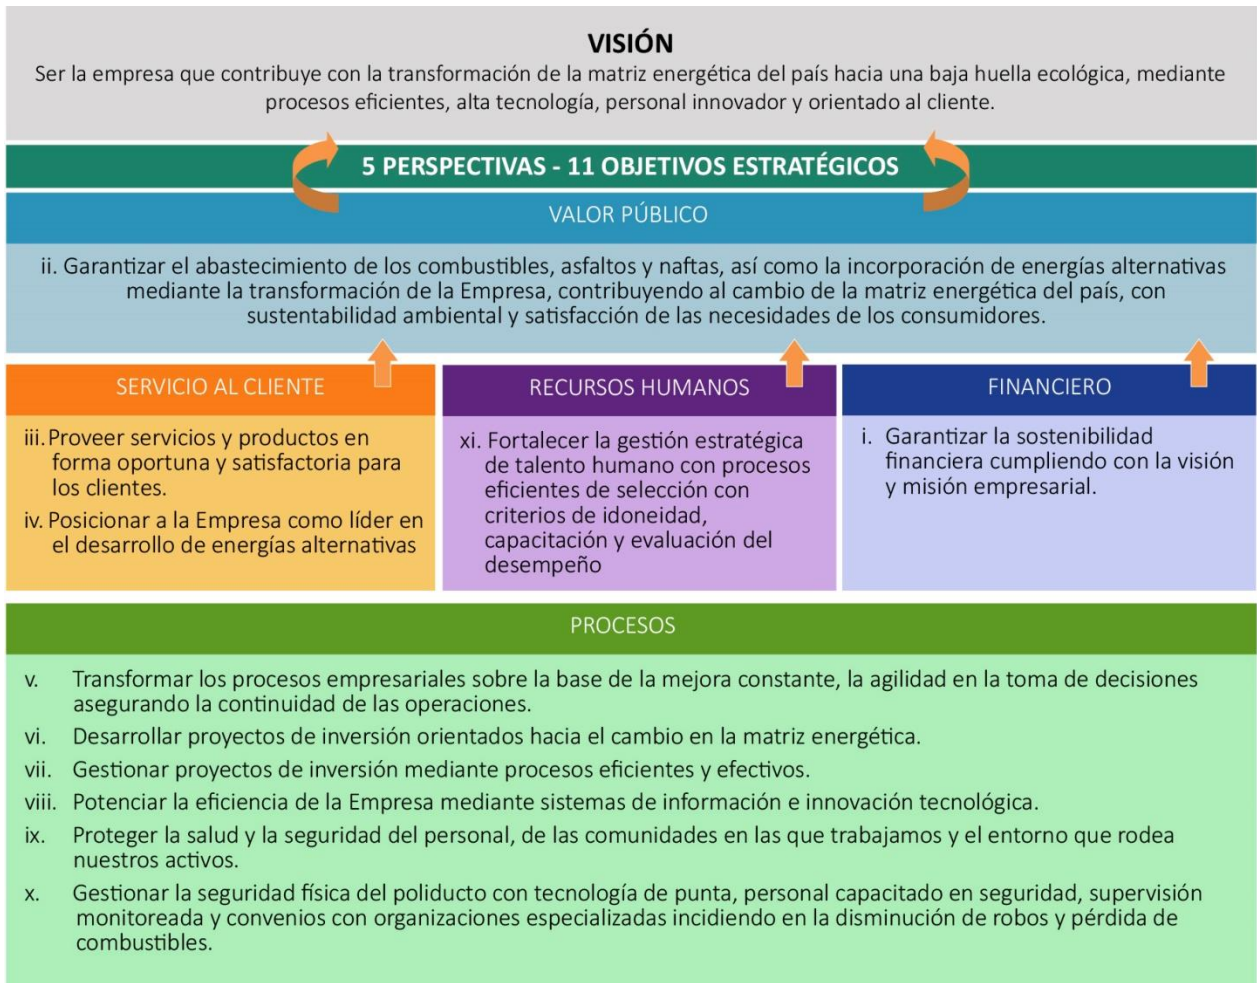 VISIÓN
Ser la empresa que contribuye con la transformación de la matriz energética del país hacia una baja huella ecológica, mediante
procesos eficientes, alta tecnología, personal innovador y orientado al cliente.
5 PERSPECTIVAS - 11 OBJETIVOS ESTRATÉGICOS
VALOR PÚBLICO
ii. Garantizar el abastecimiento de los combustibles, asfaltos y naftas, así como la incorporación de energías alternativas
mediante la transformación de la Empresa, contribuyendo al cambio de la matriz energética del país, con
sustentabilidad ambiental y satisfacción de las necesidades de los consumidores.
SERVICIO AL CLIENTE
iii. Proveer servicios y productos en
forma oportuna y satisfactoria para
los clientes.
iv. Posicionar a la Empresa como líder en
el desarrollo de energías alternativas
RECURSOS HUMANOS
xi. Fortalecer la gestión estratégica
de talento humano con procesos
eficientes de selección con
criterios de idoneidad,
capacitación y evaluación del
desempeño
FINANCIERO
i. Garantizar la sostenibilidad
financiera cumpliendo con la visión
y misión empresarial.
PROCESOS
v. Transformar los procesos empresariales sobre la base de la mejora constante, la agilidad en la toma de decisiones
asegurando la continuidad de las operaciones.
vi. Desarrollar proyectos de inversión orientados hacia el cambio en la matriz energética.
vii. Gestionar proyectos de inversión mediante procesos eficientes y efectivos.
viii. Potenciar la eficiencia de la Empresa mediante sistemas de información e innovación tecnológica.
ix. Proteger la salud y la seguridad del personal, de las comunidades en las que trabajamos y el entorno que rodea
nuestros activos.
x. Gestionar la seguridad física del poliducto con tecnología de punta, personal capacitado en seguridad, supervisión
monitoreada y convenios con organizaciones especializadas incidiendo en la disminución de robos y pérdida de
combustibles.